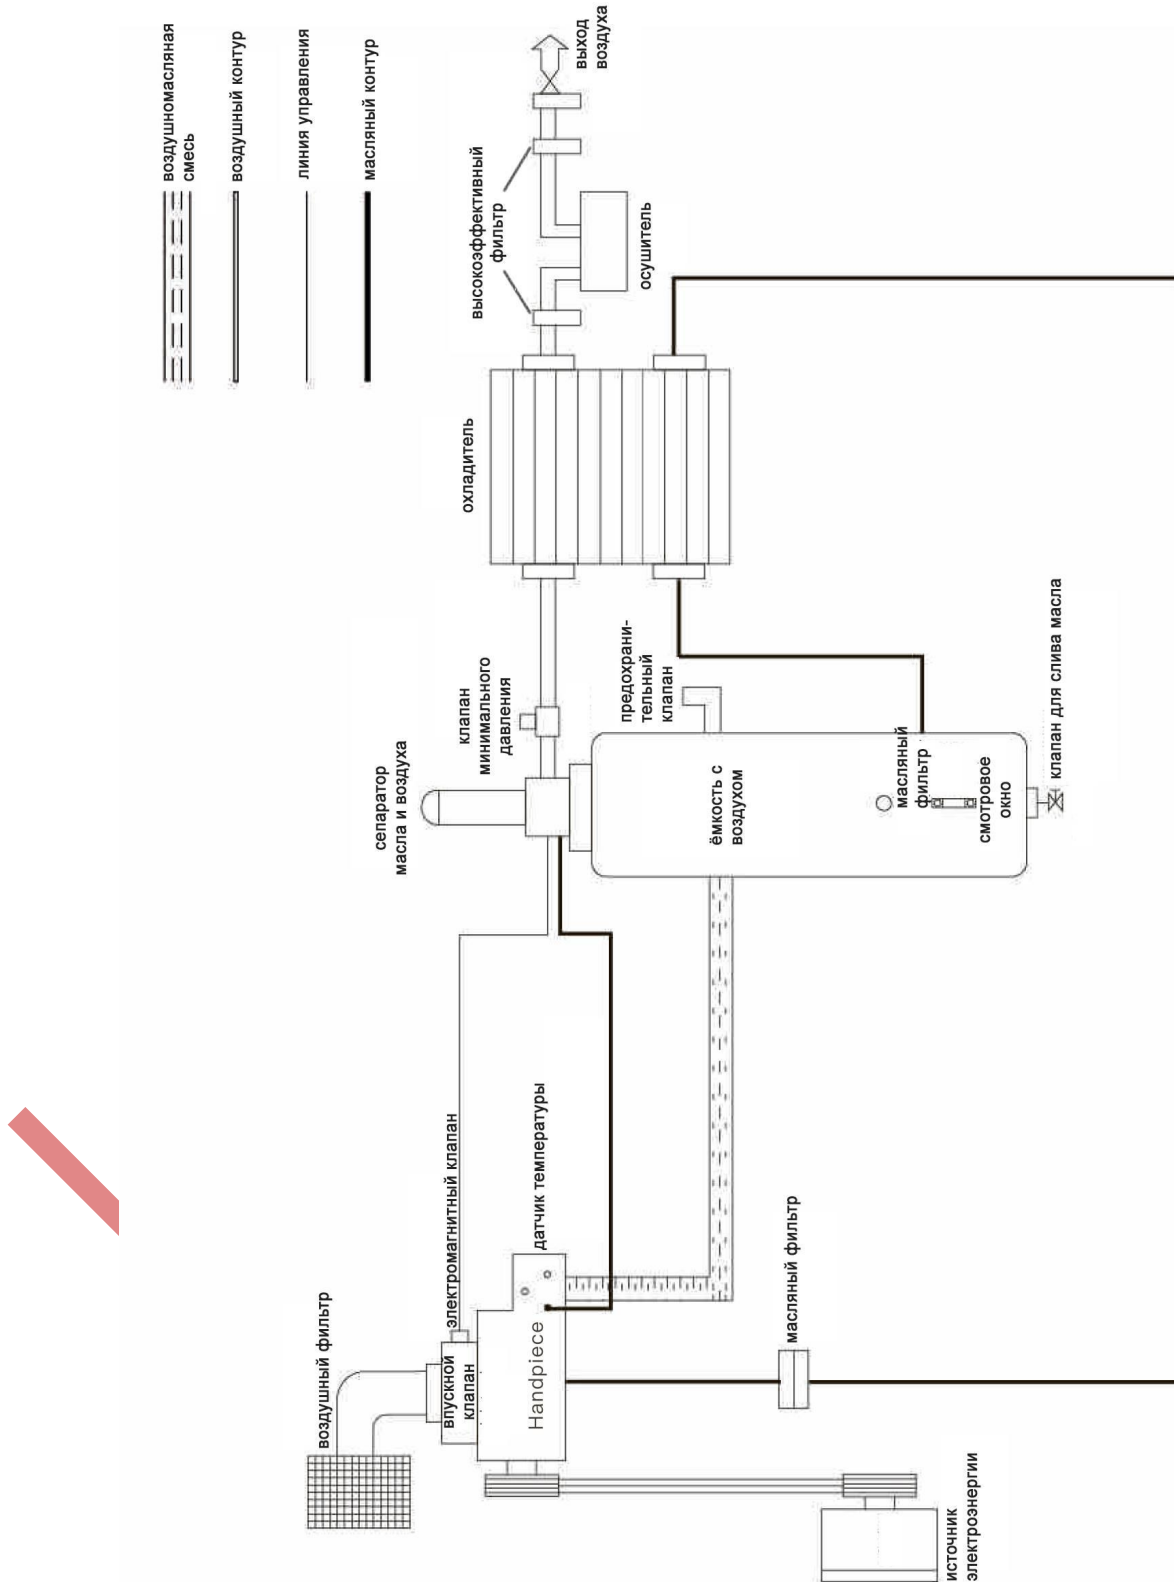 воздушномасляная
смесь
воздушный контур
линия управления
масляный контур
выход
воздуха
высокоэффективный
фильтр
осушитель
охладитель
клапан
минимального
давления
предохрани-
тельный
клапан
сепаратор
масла и воздуха
ёмкость с
воздухом
масляный
фильтр
смотровое
окно
клапан для слива масла
электромагнитный клапан
датчик температуры
воздушный фильтр
впускной
клапан
Handpiece
масляный фильтр
источник
электроэнергии